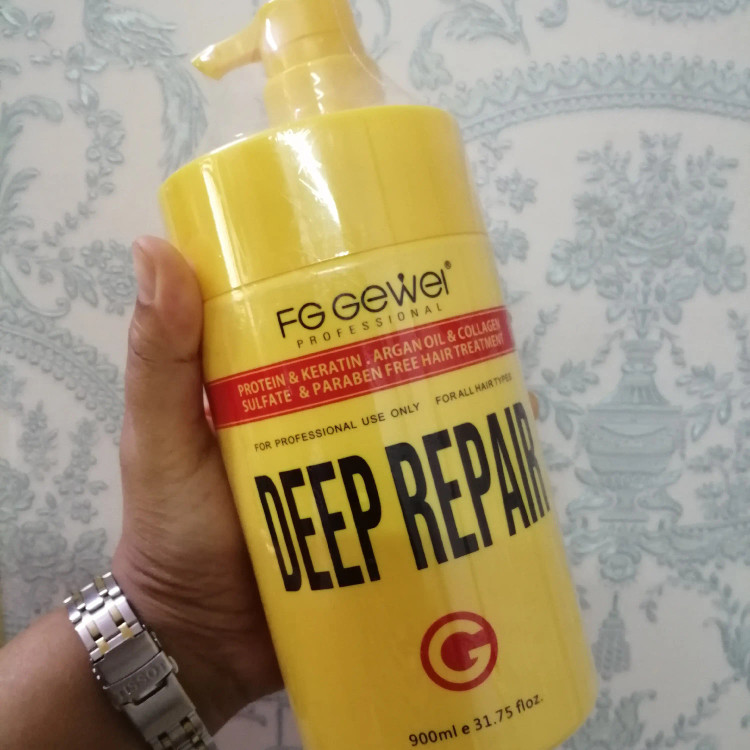 FG GeWei®
PROFESSIONAL
PROTEIN & KERATIN . ARGAN OIL & COLLAGEN
SULFATE & PARABEN FREE HAIR TREATMENT
FOR PROFESSIONAL USE ONLY FOR ALL HAIR TYPES
DEEP REPAIR
G
900ml e 31.75 floz.
TISSOT